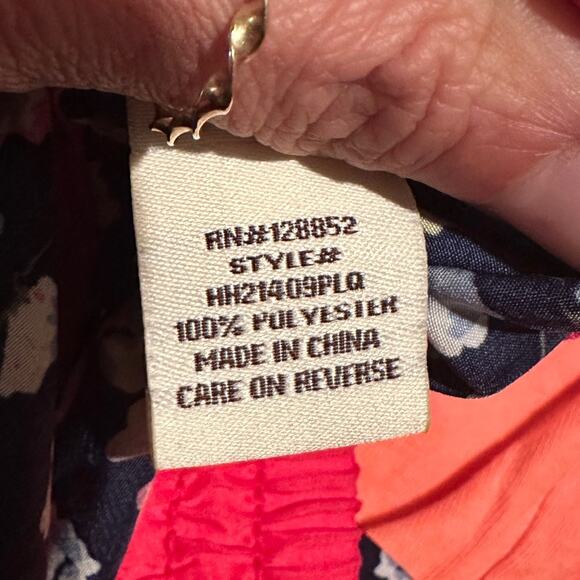 RN#128852
STYLE#
HH21409PLQ
100% POLYESTER
MADE IN CHINA
CARE ON REVERSE